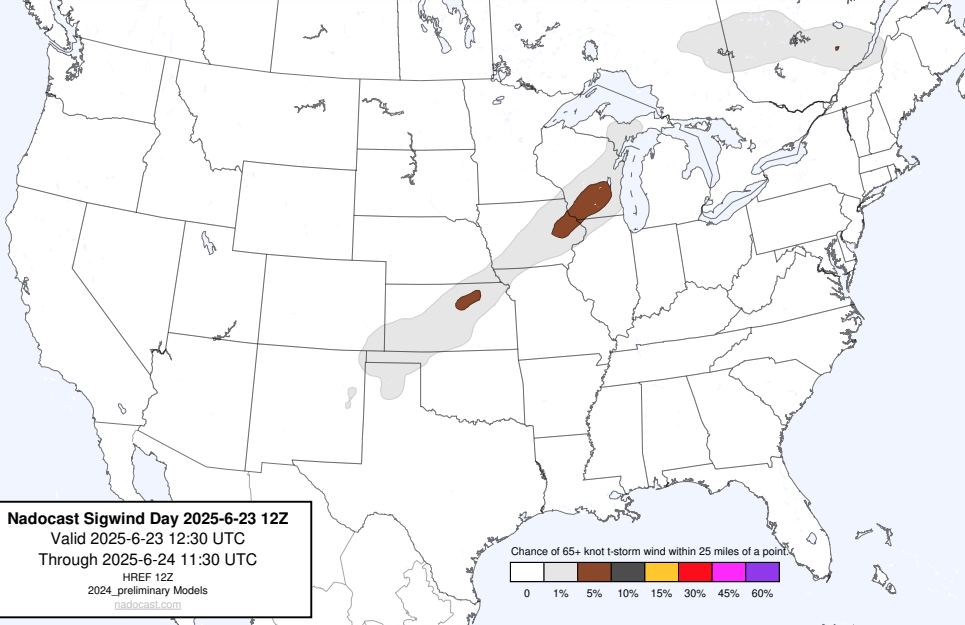 Nadocast Sigwind Day 2025-6-23 12Z
Valid 2025-6-23 12:30 UTC
Through 2025-6-24 11:30 UTC
HREF 12Z
2024_preliminary Models
nadocast.com
Chance of 65+ knot t-storm wind within 25 miles of a point.
0 1% 5% 10% 15% 30% 45% 60%